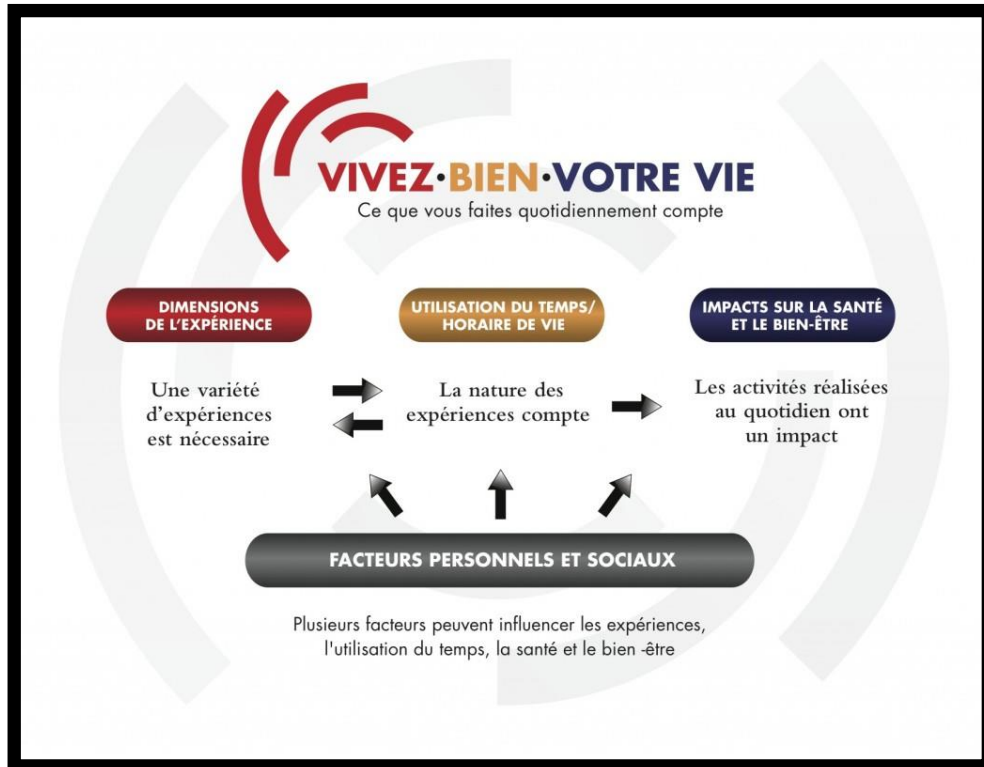 VIVEZ·BIEN·VOTRE VIE
Ce que vous faites quotidiennement compte
DIMENSIONS
DE L'EXPÉRIENCE
Une variété
d'expériences
est nécessaire
UTILISATION DU TEMPS/
HORAIRE DE VIE
La nature des
expériences compte
IMPACTS SUR LA SANTÉ
ET LE BIEN-ÊTRE
Les activités réalisées
au quotidien ont
un impact
FACTEURS PERSONNELS ET SOCIAUX
Plusieurs facteurs peuvent influencer les expériences,
l'utilisation du temps, la santé et le bien -être